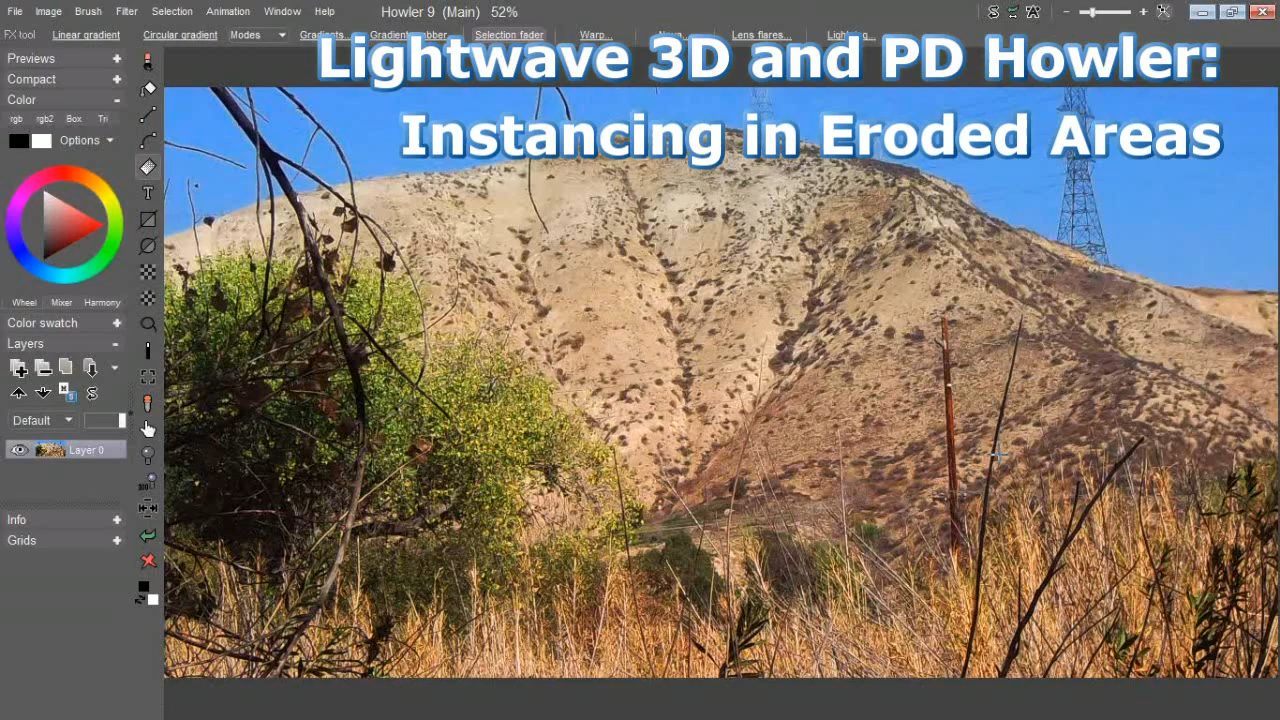 File Image Brush Filter Selection Animation Window Help Howler 9 (Main) 52%
FX tool Linear gradient Circular gradient Modes Gradients... Selection fader Warp... Lens flares...
Lightwave 3D and PD Howler:
Instancing in Eroded Areas
Previews +
Compact +
Color -
rgb rgb2 Box Tri
Options
Wheel Mixer Harmony
Color swatch +
Layers -
Default
Layer 0
Info +
Grids +